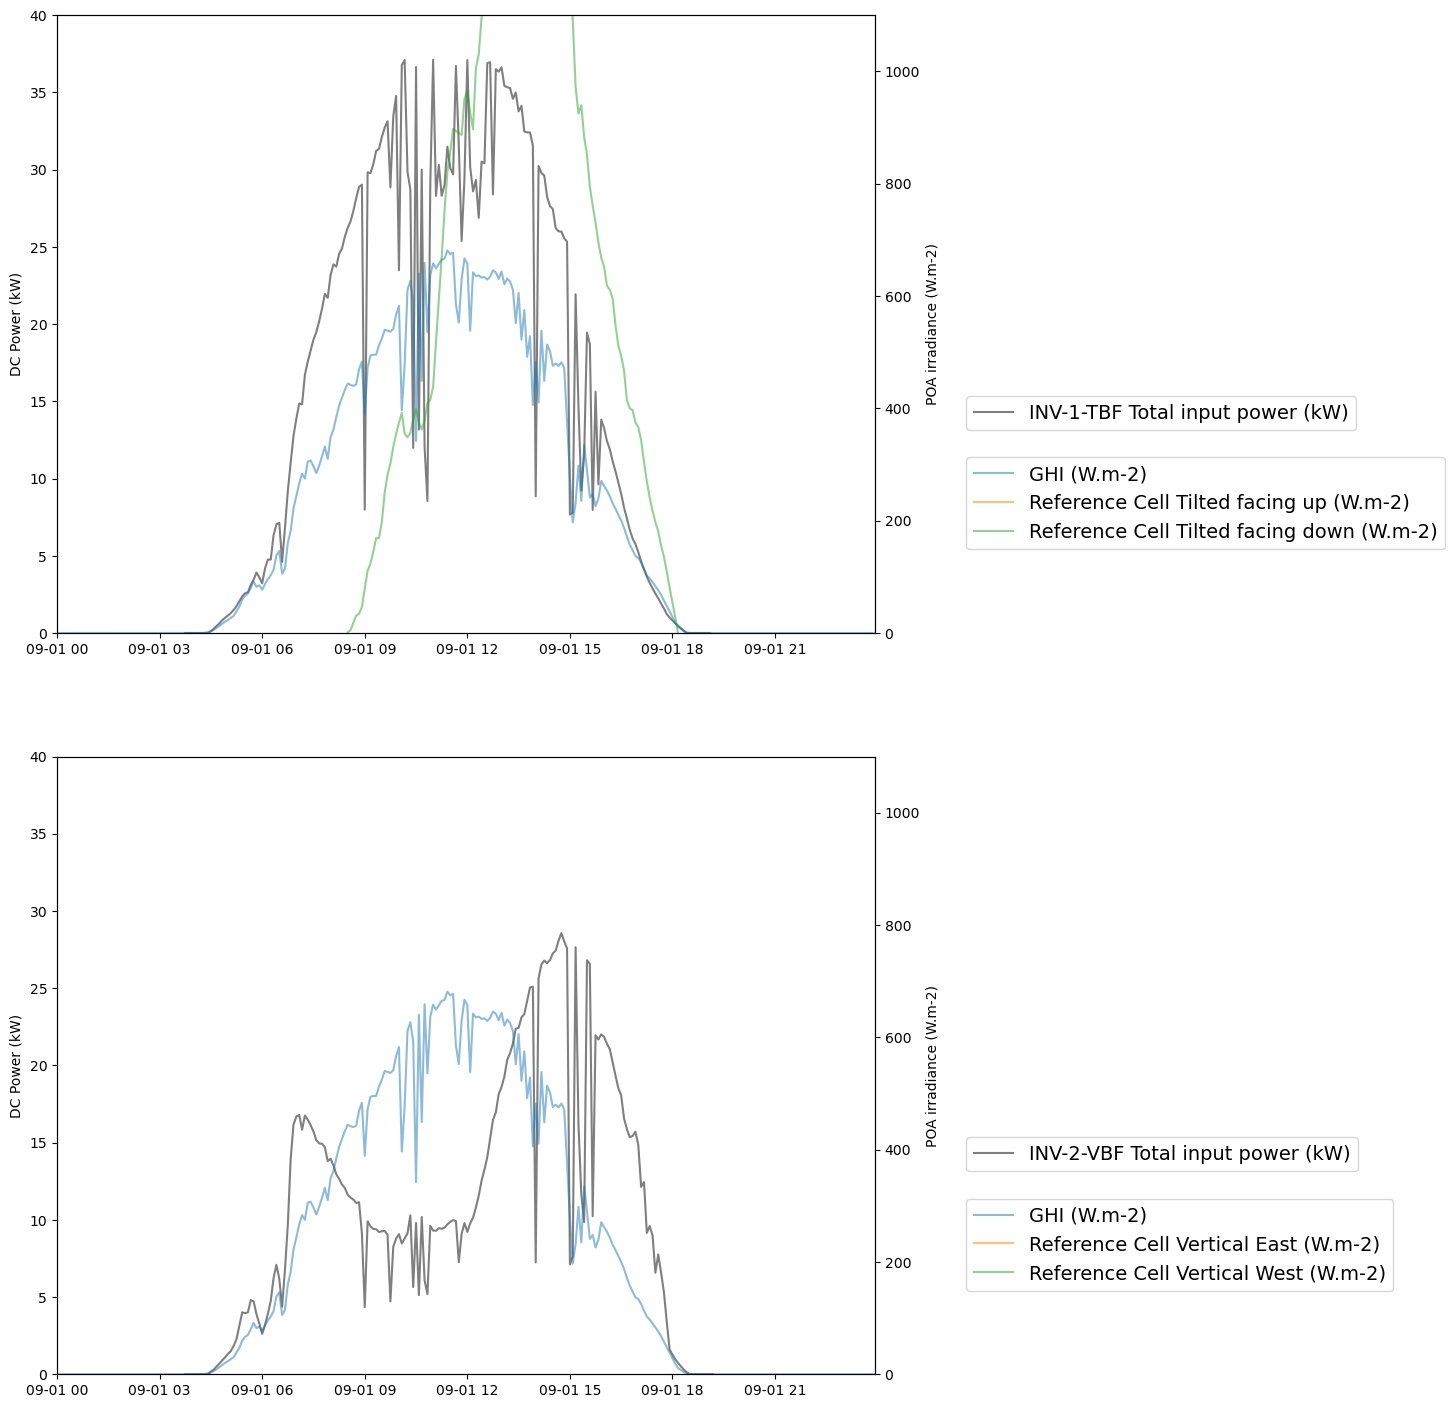 40
35
30
25
20
15
10
5
0
DC Power (kW)
1000
800
600
400
200
0
POA irradiance (W.m-2)
09-01 00 09-01 03 09-01 06 09-01 09 09-01 12 09-01 15 09-01 18 09-01 21
INV-1-TBF Total input power (kW)
GHI (W.m-2)
Reference Cell Tilted facing up (W.m-2)
Reference Cell Tilted facing down (W.m-2)
40
35
30
25
20
15
10
5
0
DC Power (kW)
1000
800
600
400
200
0
POA irradiance (W.m-2)
09-01 00 09-01 03 09-01 06 09-01 09 09-01 12 09-01 15 09-01 18 09-01 21
INV-2-VBF Total input power (kW)
GHI (W.m-2)
Reference Cell Vertical East (W.m-2)
Reference Cell Vertical West (W.m-2)